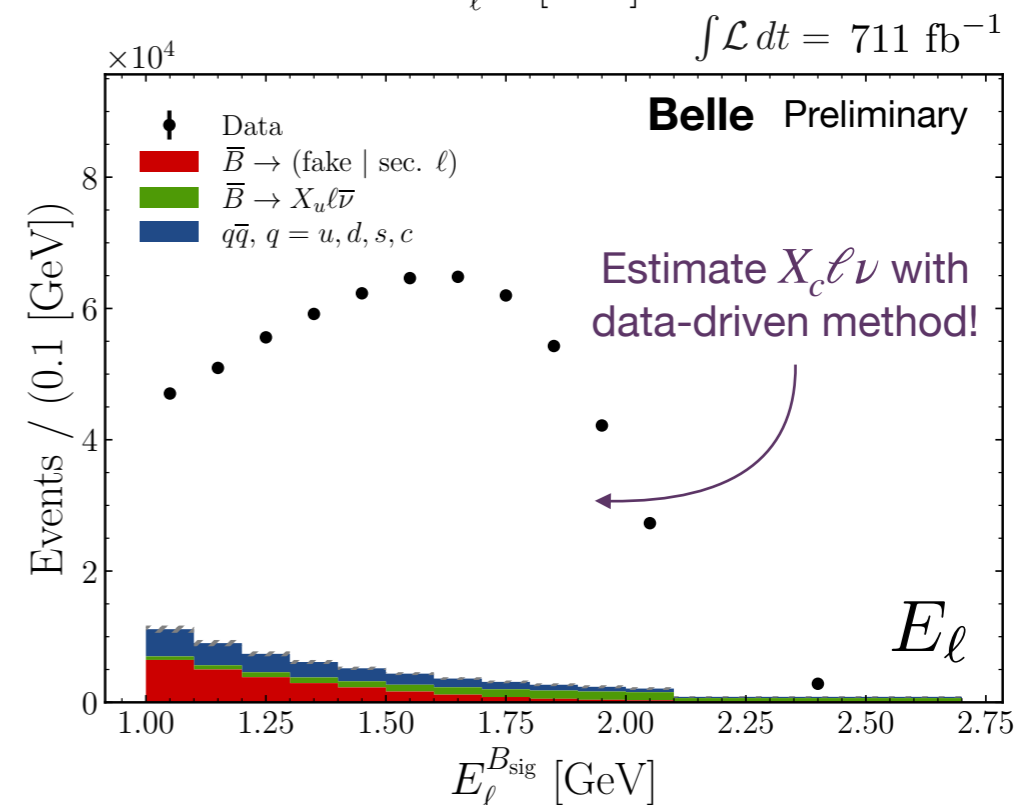 ∫ℒ dt = 711 fb⁻¹
×10⁴
Belle Preliminary
Data
B̅ → (fake | sec. ℓ)
B̅ → X_u ℓν̅
qq̅, q = u, d, s, c
Estimate X_c ℓ ν with
data-driven method!
Events / (0.1 [GeV])
8
6
4
2
0
E_ℓ
1.00 1.25 1.50 1.75 2.00 2.25 2.50 2.75
E_ℓ^{B_sig} [GeV]